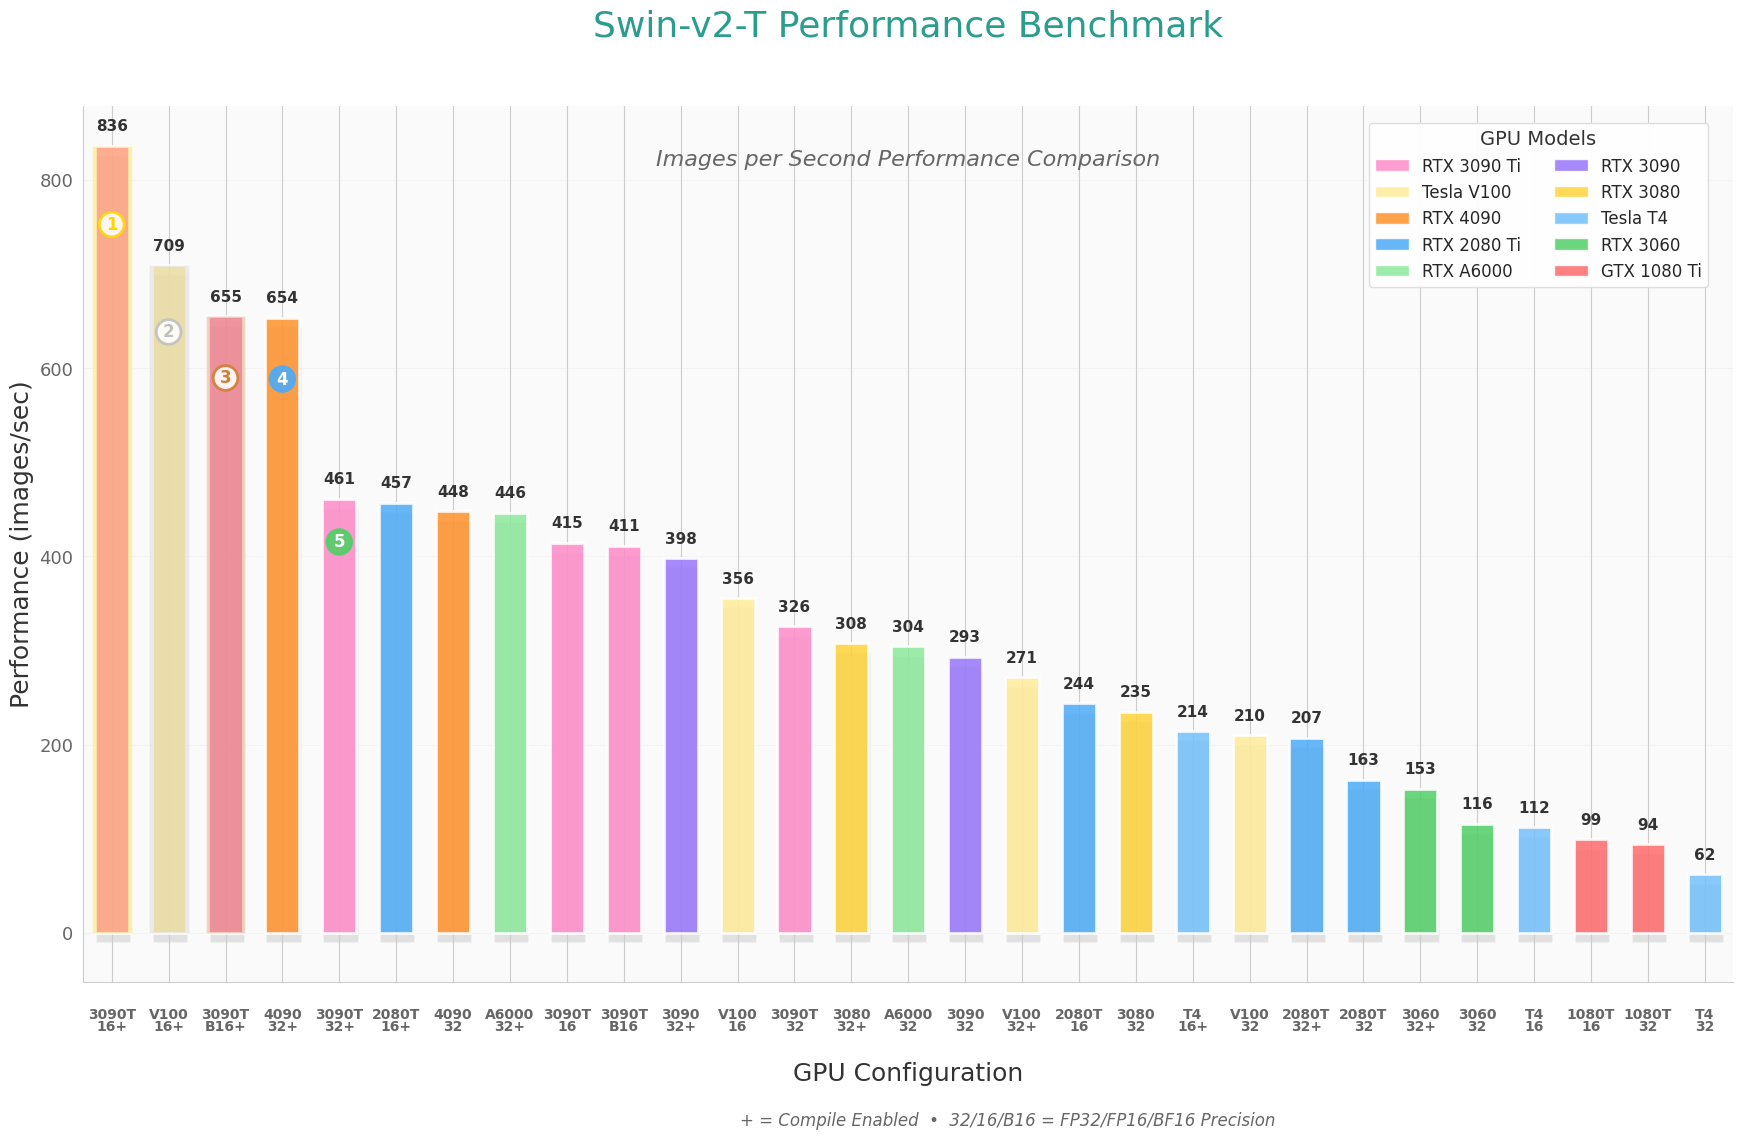 Swin-v2-T Performance Benchmark
Images per Second Performance Comparison
GPU Models
RTX 3090 Ti
Tesla V100
RTX 4090
RTX 2080 Ti
RTX A6000
RTX 3090
RTX 3080
Tesla T4
RTX 3060
GTX 1080 Ti
Performance (images/sec)
800
600
400
200
0
836
709
655
654
461
457
448
446
415
411
398
356
326
308
304
293
271
244
235
214
210
207
163
153
116
112
99
94
62
1
2
3
4
5
3090T
16+
V100
16+
3090T
B16+
4090
32+
3090T
32+
2080T
16+
4090
32
A6000
32+
3090T
16
3090T
B16
3090
32+
V100
16
3090T
32
3080
32+
A6000
32
3090
32
V100
32+
2080T
16
3080
32
T4
16+
V100
32
2080T
32+
2080T
32
3060
32+
3060
32
T4
16
1080T
16
1080T
32
T4
32
GPU Configuration
+ = Compile Enabled • 32/16/B16 = FP32/FP16/BF16 Precision